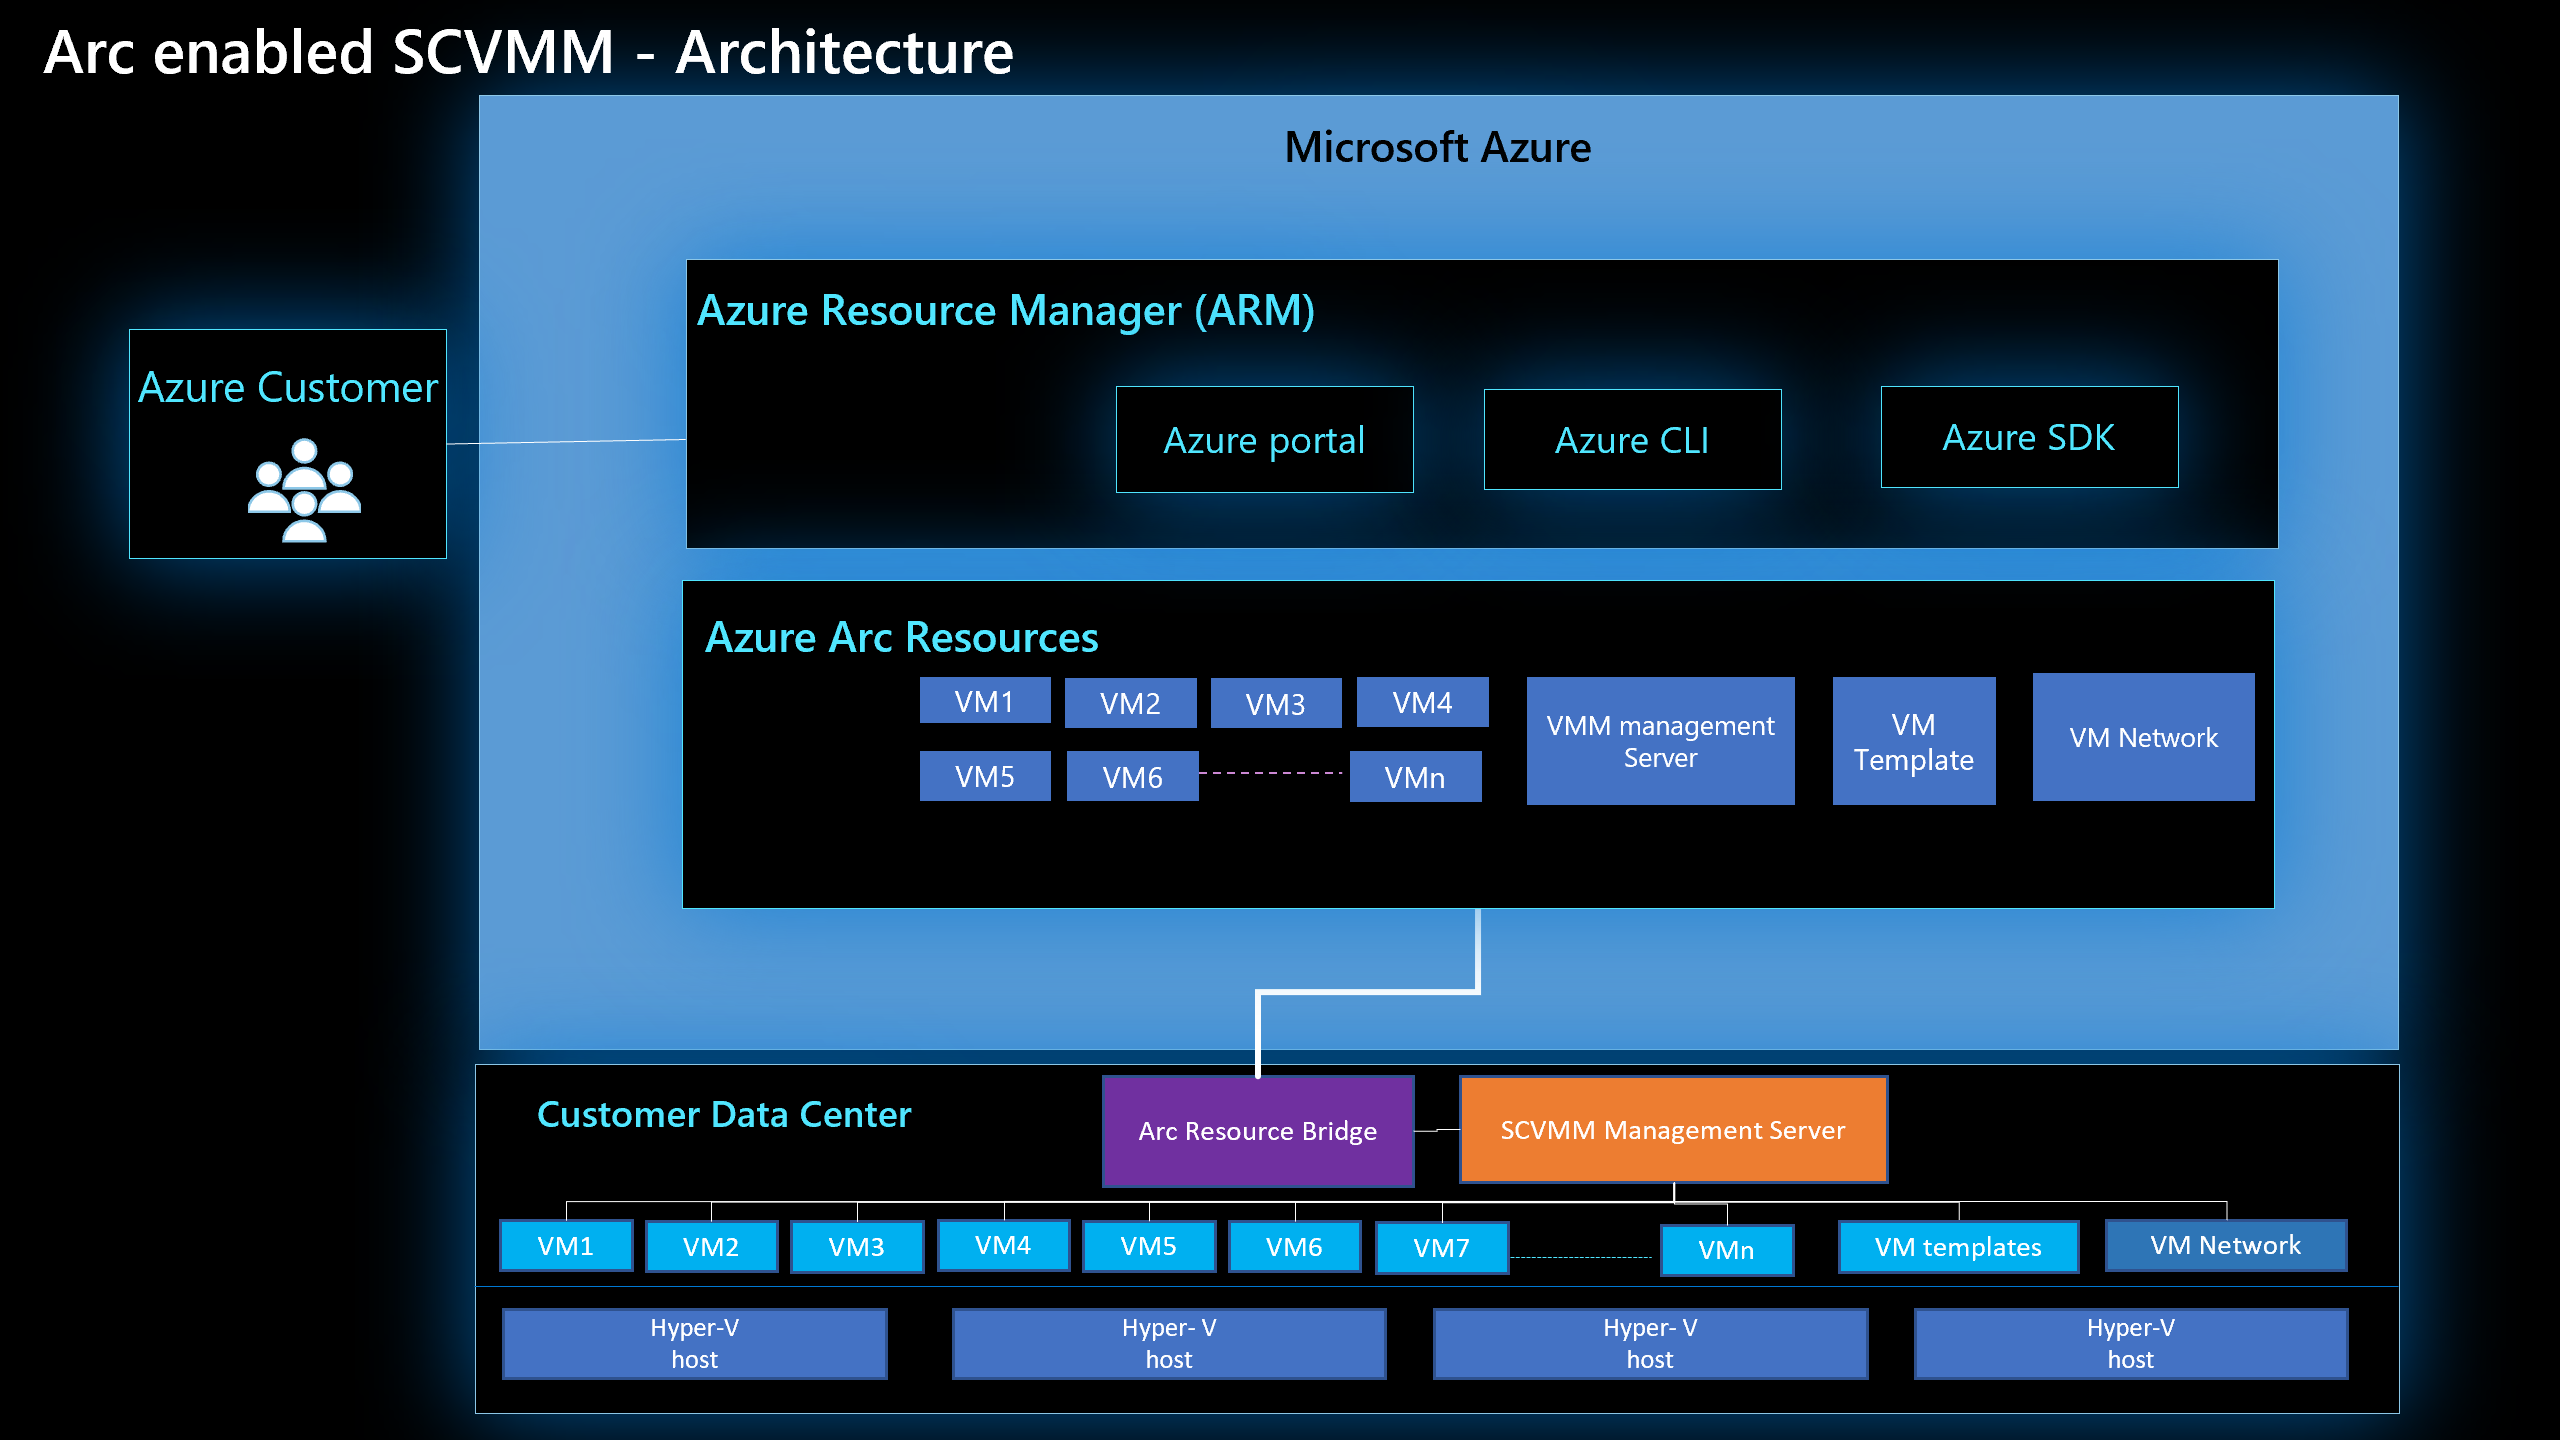 Arc enabled SCVMM - Architecture
Microsoft Azure
Azure Customer
Azure Resource Manager (ARM)
Azure portal
Azure CLI
Azure SDK
Azure Arc Resources
VM1
VM2
VM3
VM4
VM5
VM6
VMn
VMM management
Server
VM
Template
VM Network
Customer Data Center
Arc Resource Bridge
SCVMM Management Server
VM1
VM2
VM3
VM4
VM5
VM6
VM7
VMn
VM templates
VM Network
Hyper-V
host
Hyper- V
host
Hyper- V
host
Hyper-V
host